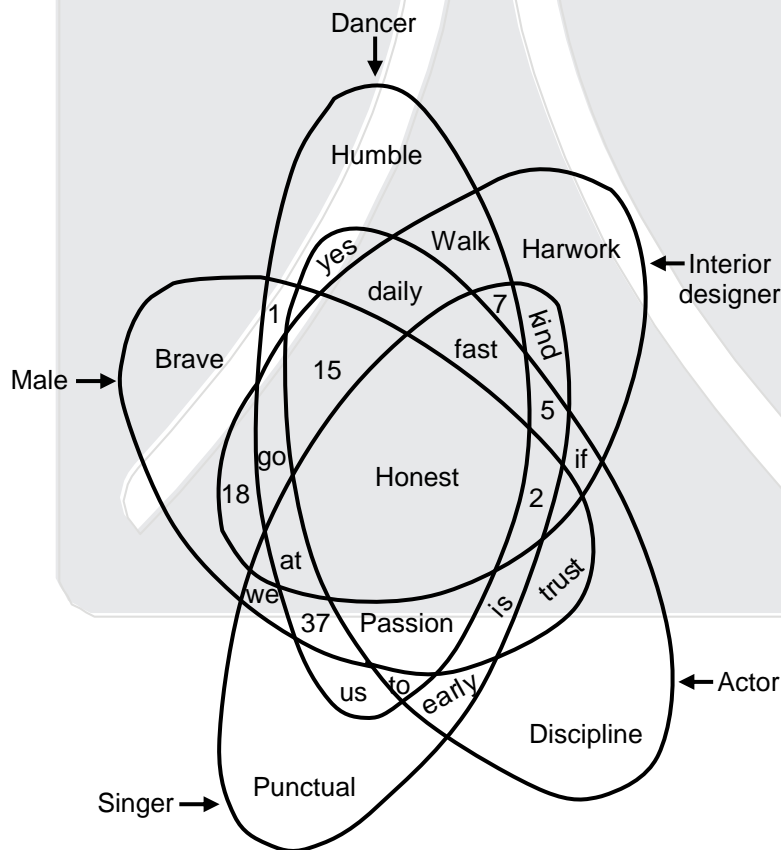 Dancer
Humble
yes
Walk
Harwork
Interior
designer
daily
7
kind
1
fast
Brave
15
Male
5
go
if
Honest
18
2
at
trust
we
is
37
Passion
us
to
early
Actor
Discipline
Punctual
Singer